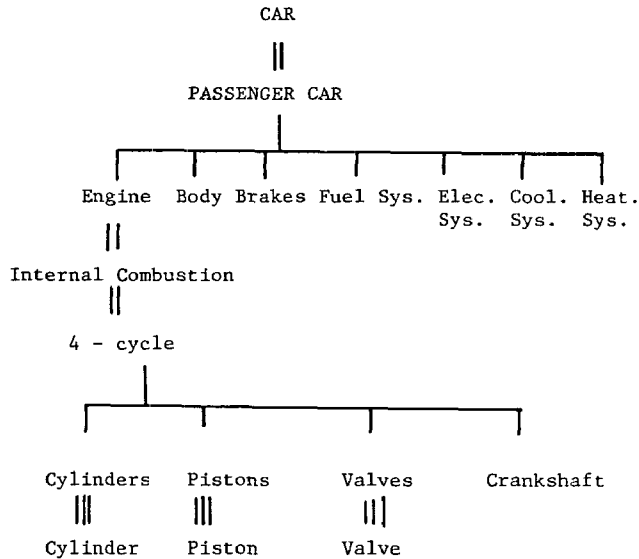 CAR
PASSENGER CAR
Engine Body Brakes Fuel Sys. Elec. Cool. Heat.
Sys. Sys. Sys.
Internal Combustion
4 - cycle
Cylinders Pistons Valves Crankshaft
Cylinder Piston Valve